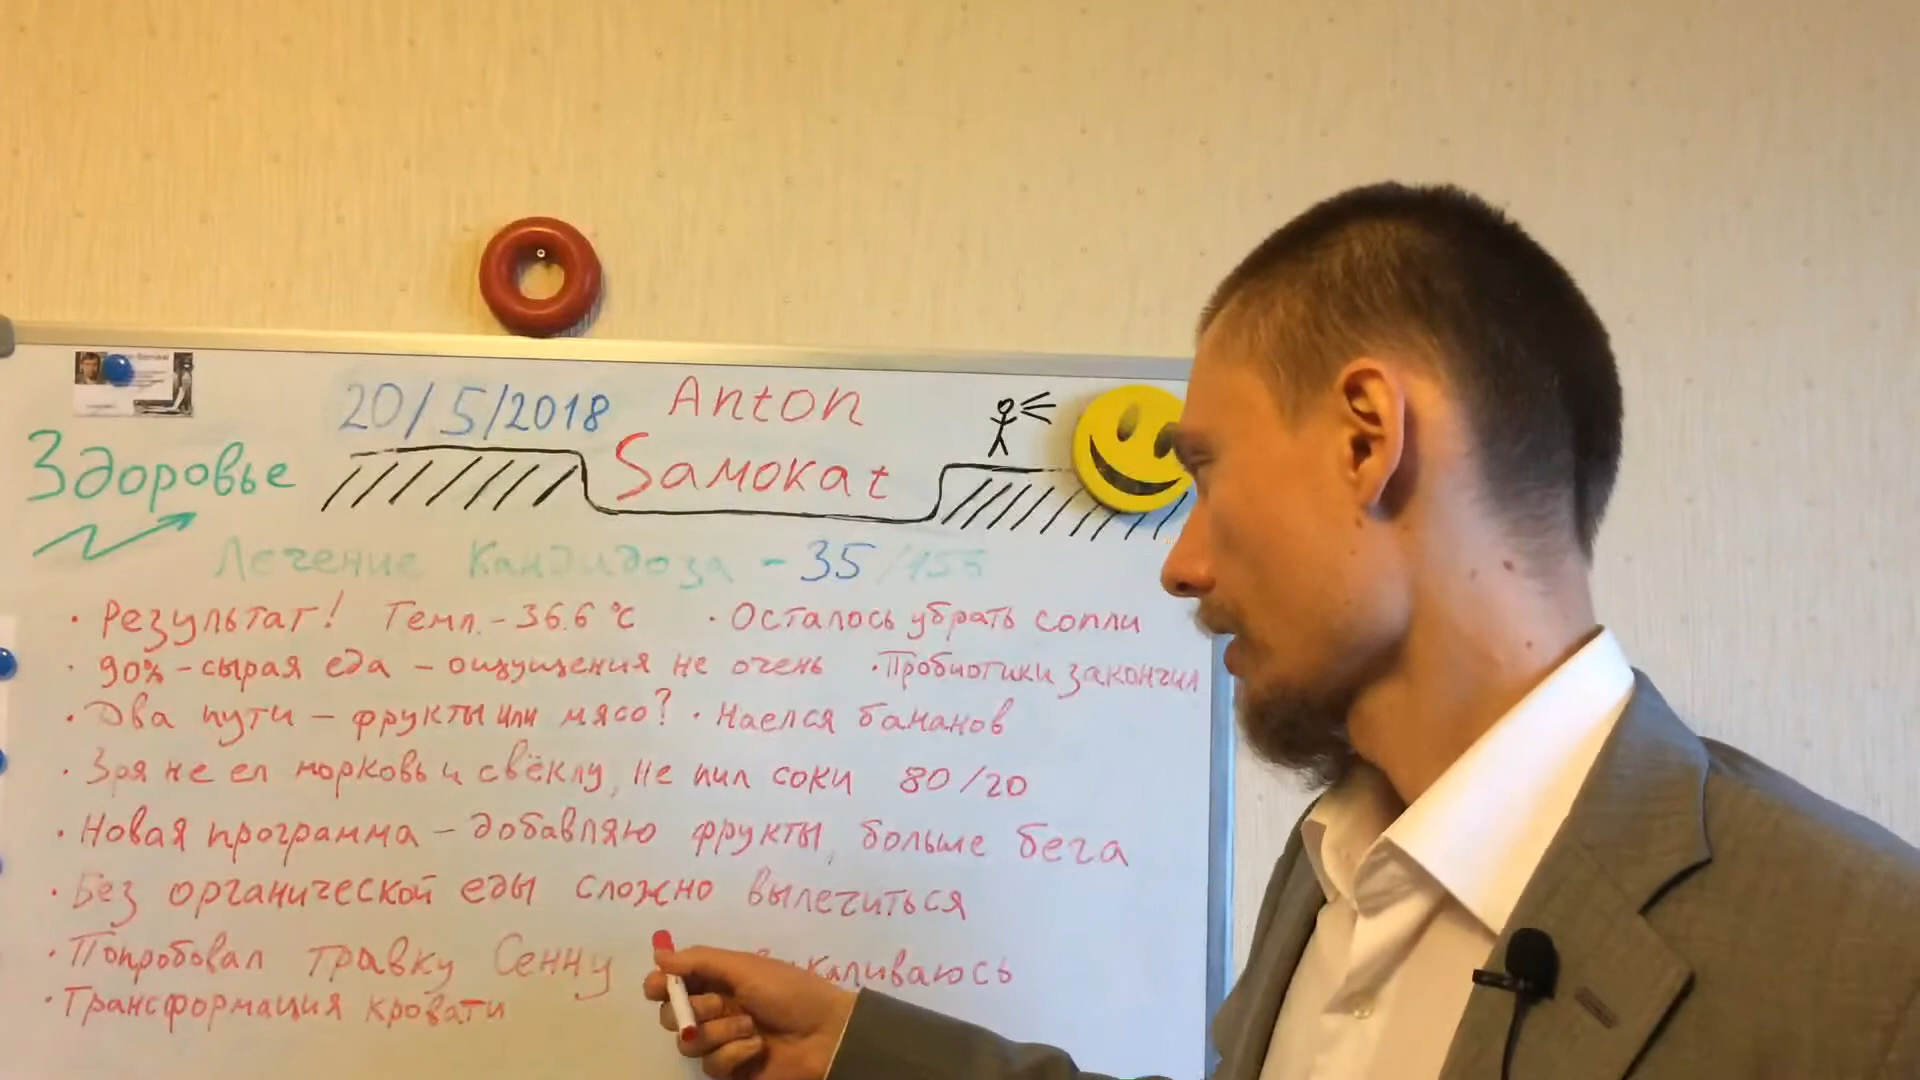 20/5/2018
Anton
Samokat
Здоровье
Лечение Кандидоза - 35/155
· Результат! Темп. - 36.6 °C · Осталось убрать сопли
· 90% - сырая еда - ощущения не очень · Пробиотики закончил
· Два пути - фрукты или мясо? · Наелся бананов
· Зря не ел морковь и свёклу, не пил соки 80/20
· Новая программа - добавляю фрукты, больше бега
· Без органической еды сложно вылечиться
· Попробовал травку Сенну
· Трансформация кровати